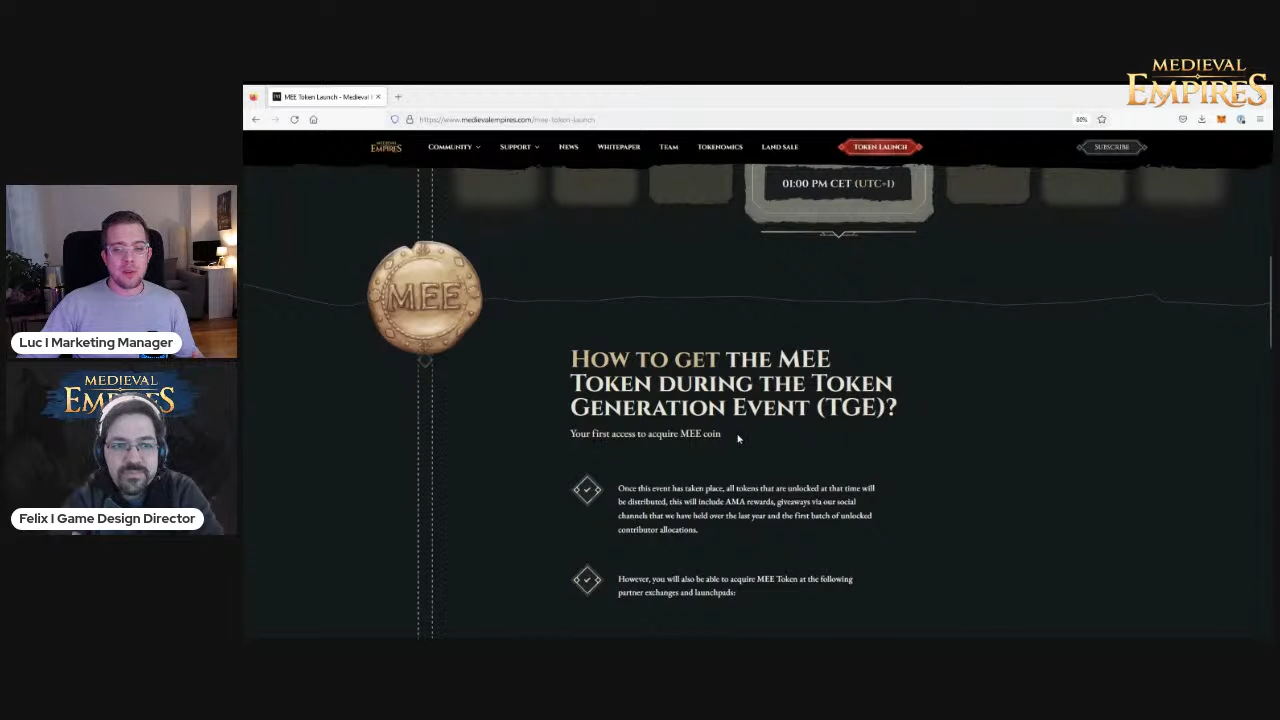 MEDIEVAL
EMPIRES
MEE Token Launch - Medieval
https://www.medievalempires.com/mee-token-launch
80%
MEDIEVAL
EMPIRES
COMMUNITY
SUPPORT
NEWS
WHITEPAPER
TEAM
TOKENOMICS
LAND SALE
TOKEN LAUNCH
SUBSCRIBE
01:00 PM CET (UTC+1)
MEE
HOW TO GET THE MEE
TOKEN DURING THE TOKEN
GENERATION EVENT (TGE)?
Your first access to acquire MEE coin
Once this event has taken place, all tokens that are unlocked at that time will
be distributed, this will include AMA rewards, giveaways via our social
channels that we have held over the last year and the first batch of unlocked
contributor allocations.
However, you will also be able to acquire MEE Token at the following
partner exchanges and launchpads:
Luc I Marketing Manager
MEDIEVAL
EMPIRES
Felix I Game Design Director